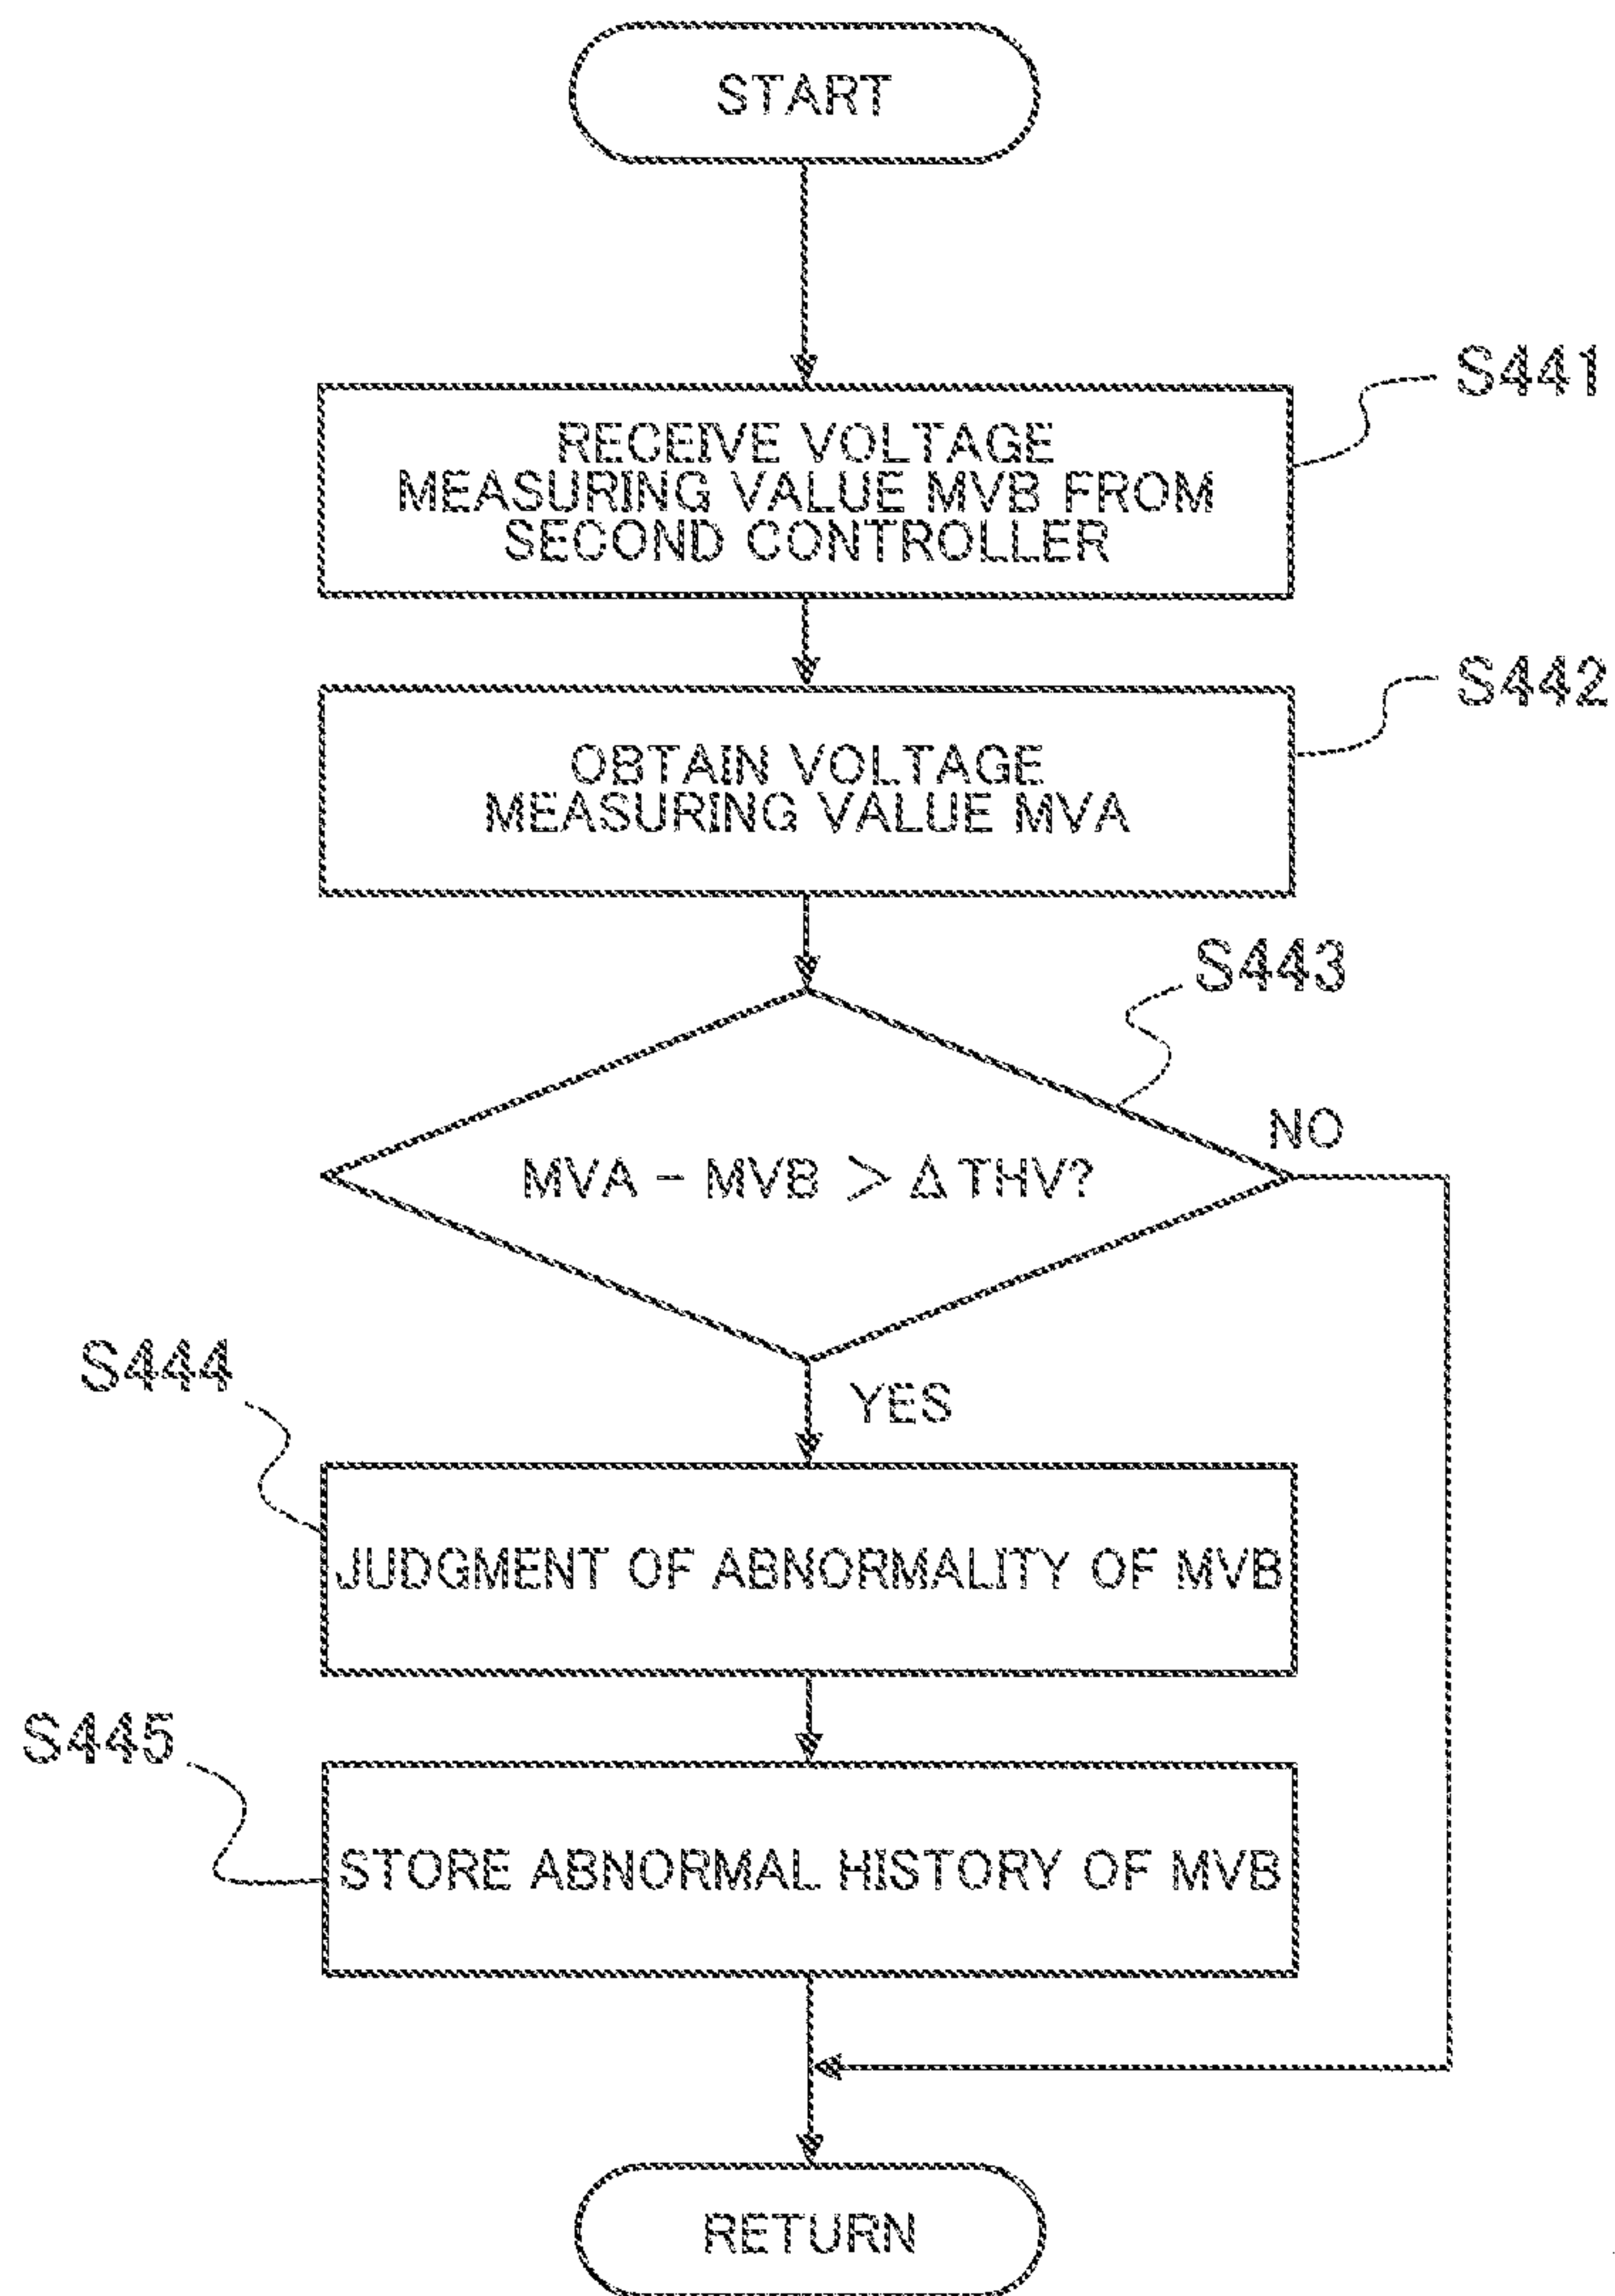 START
S441
RECEIVE VOLTAGE
MEASURING VALUE MVB FROM
SECOND CONTROLLER
S442
OBTAIN VOLTAGE
MEASURING VALUE MVA
S443
NO
MVA - MVB > Δ THV?
YES
S444
JUDGMENT OF ABNORMALITY OF MVB
S445
STORE ABNORMAL HISTORY OF MVB
RETURN